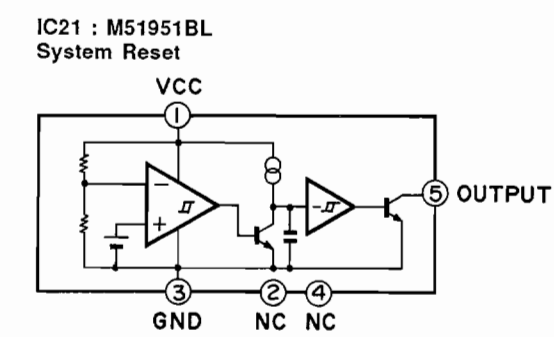 IC21 : M51951BL
System Reset
VCC
1
−
+
−
5 OUTPUT
3 2 4
GND NC NC